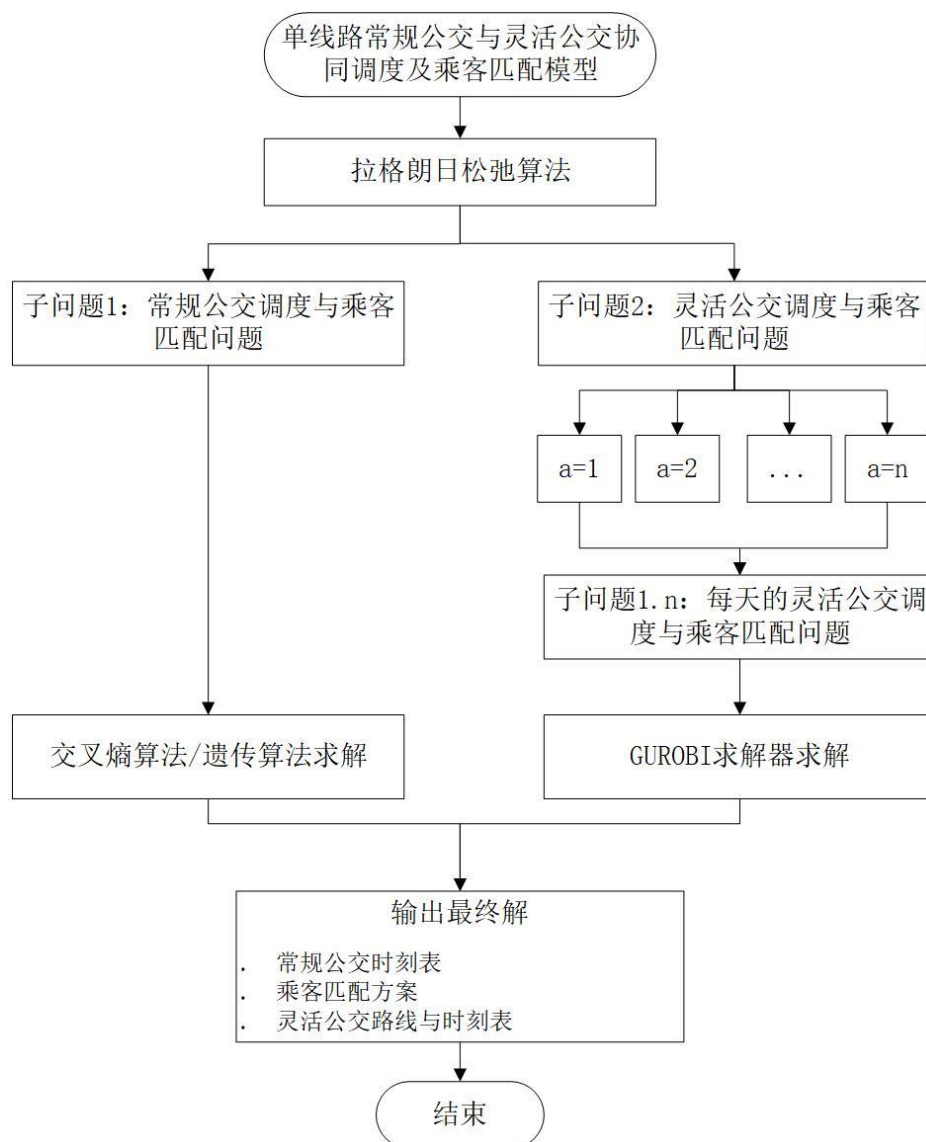 单线路常规公交与灵活公交协
同调度及乘客匹配模型
拉格朗日松弛算法
子问题1：常规公交调度与乘客
匹配问题
子问题2：灵活公交调度与乘客
匹配问题
a=1
a=2
...
a=n
子问题1.n：每天的灵活公交调
度与乘客匹配问题
交叉熵算法/遗传算法求解
GUROBI求解器求解
输出最终解
. 常规公交时刻表
. 乘客匹配方案
. 灵活公交路线与时刻表
结束